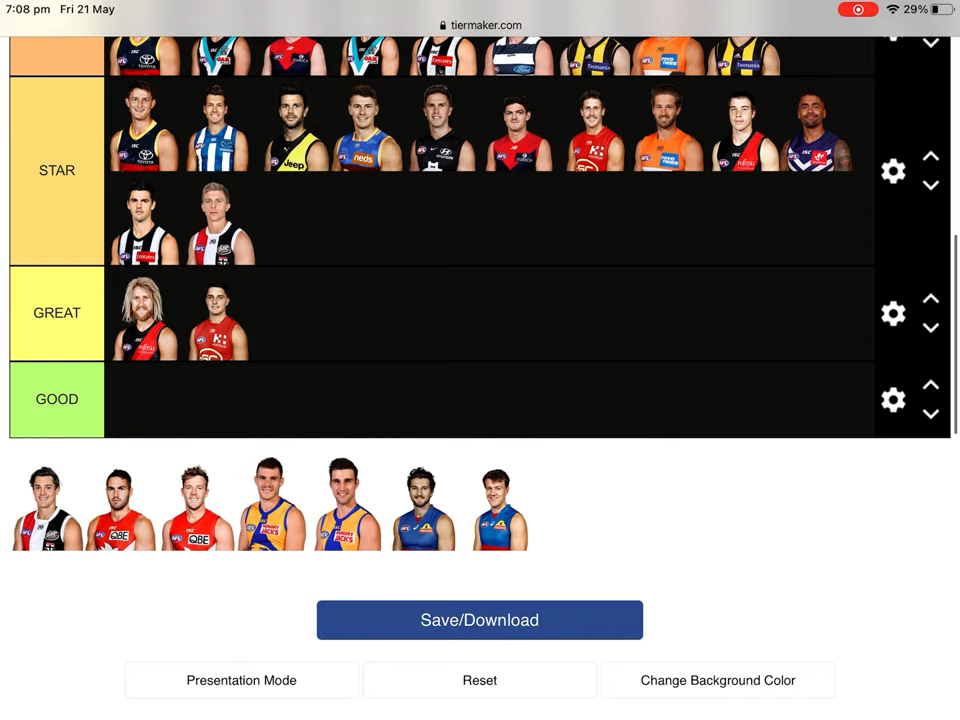 7:08 pm Fri 21 May
29%
tiermaker.com
STAR
GREAT
GOOD
Save/Download
Presentation Mode
Reset
Change Background Color